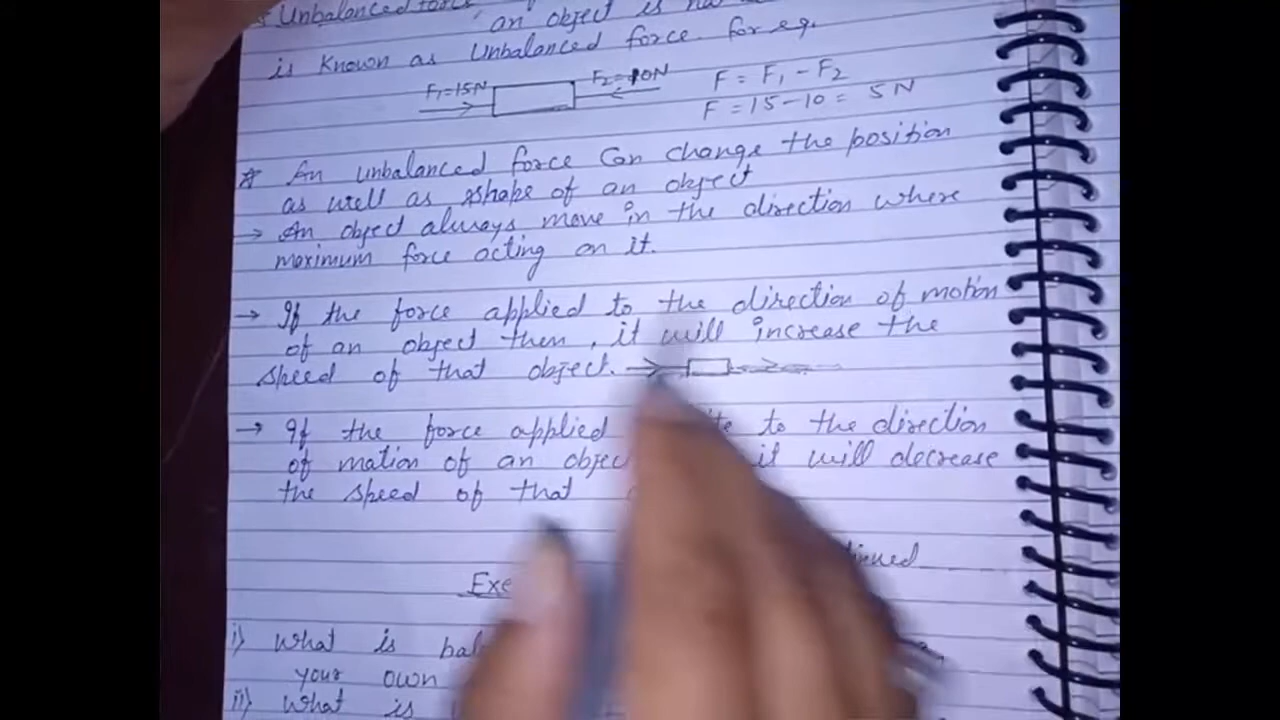 Unbalanced force
an object is
is Known as Unbalanced force. for eg.
F₁=15N F₂=10N F = F₁ - F₂
F = 15-10 = 5N
* An unbalanced force can change the position
as well as shape of an object
→ An object always move in the direction where
maximum force acting on it.
→ If the force applied to the direction of motion
of an object then, it will increase the
speed of that object.
→ If the force applied to the direction
of motion of an it will decrease
the speed of that
i) What is
your own
ii) What is